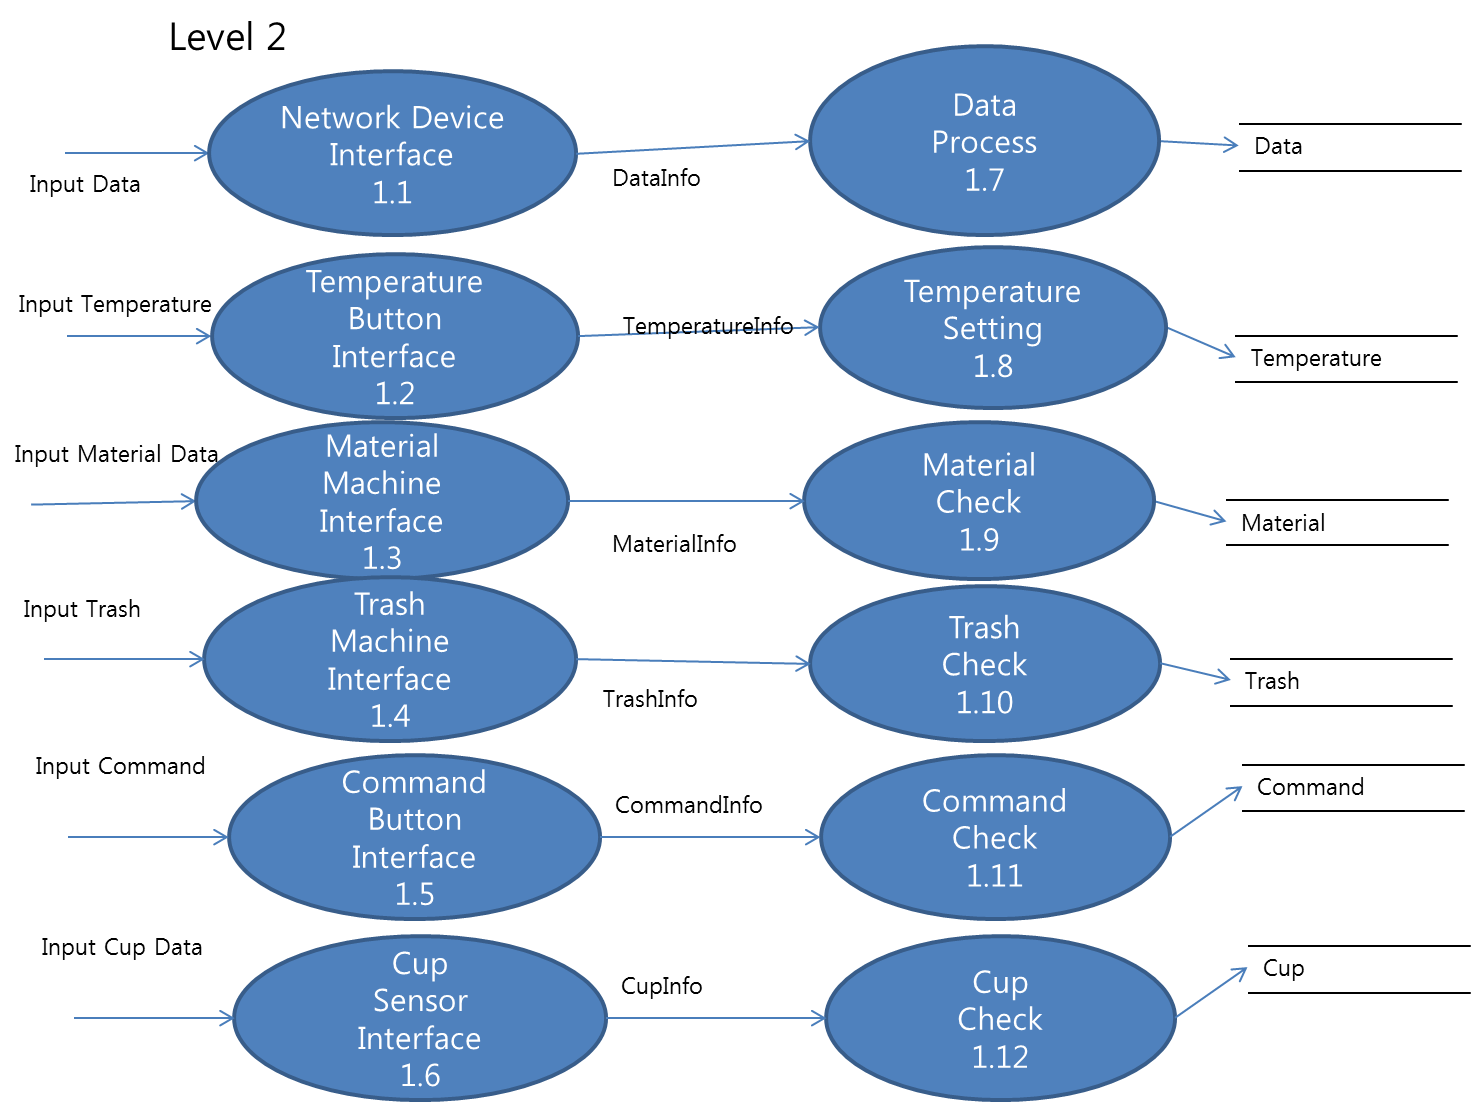 Level 2
Input Data
Network Device
Interface
1.1
DataInfo
Data
Process
1.7
Data
Input Temperature
Temperature
Button
Interface
1.2
TemperatureInfo
Temperature
Setting
1.8
Temperature
Input Material Data
Material
Machine
Interface
1.3
MaterialInfo
Material
Check
1.9
Material
Input Trash
Trash
Machine
Interface
1.4
TrashInfo
Trash
Check
1.10
Trash
Input Command
Command
Button
Interface
1.5
CommandInfo
Command
Check
1.11
Command
Input Cup Data
Cup
Sensor
Interface
1.6
CupInfo
Cup
Check
1.12
Cup